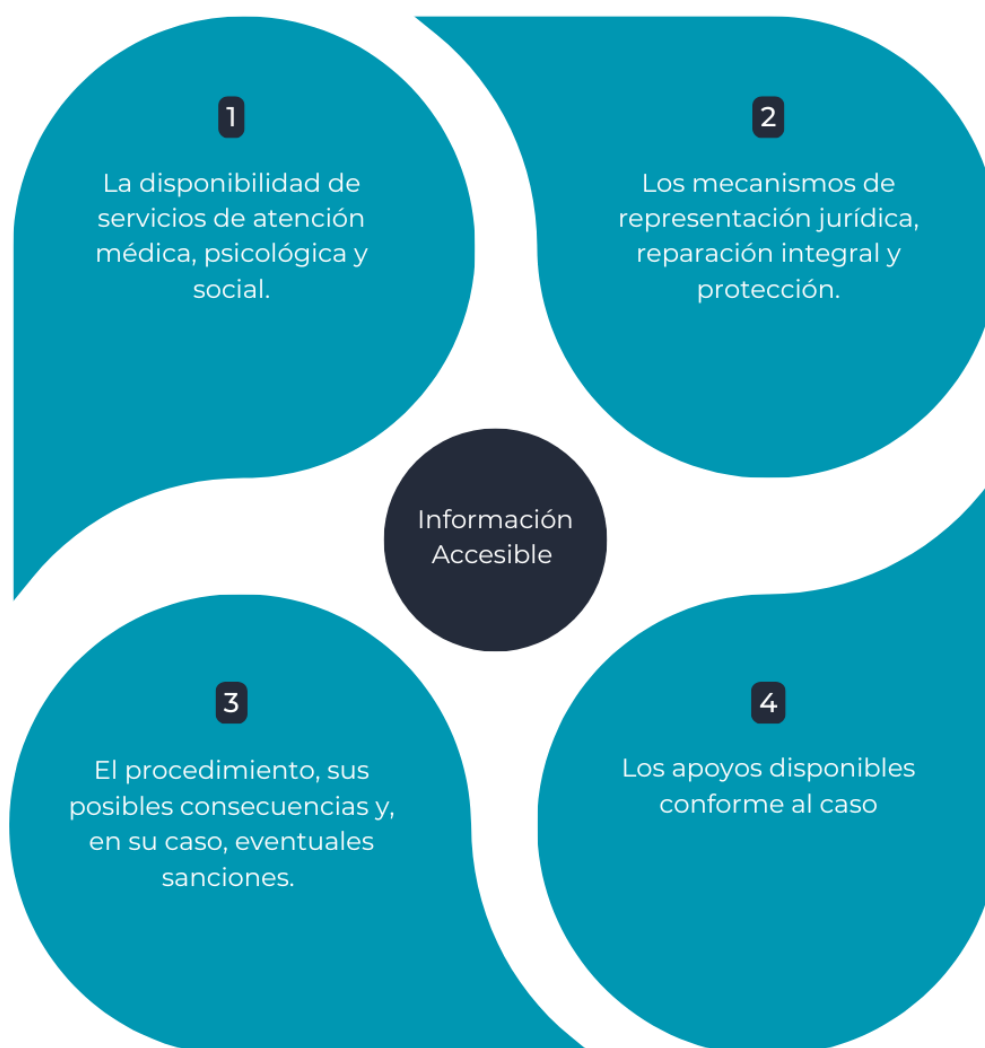 1
La disponibilidad de
servicios de atención
médica, psicológica y
social.
2
Los mecanismos de
representación jurídica,
reparación integral y
protección.
Información
Accesible
3
El procedimiento, sus
posibles consecuencias y,
en su caso, eventuales
sanciones.
4
Los apoyos disponibles
conforme al caso